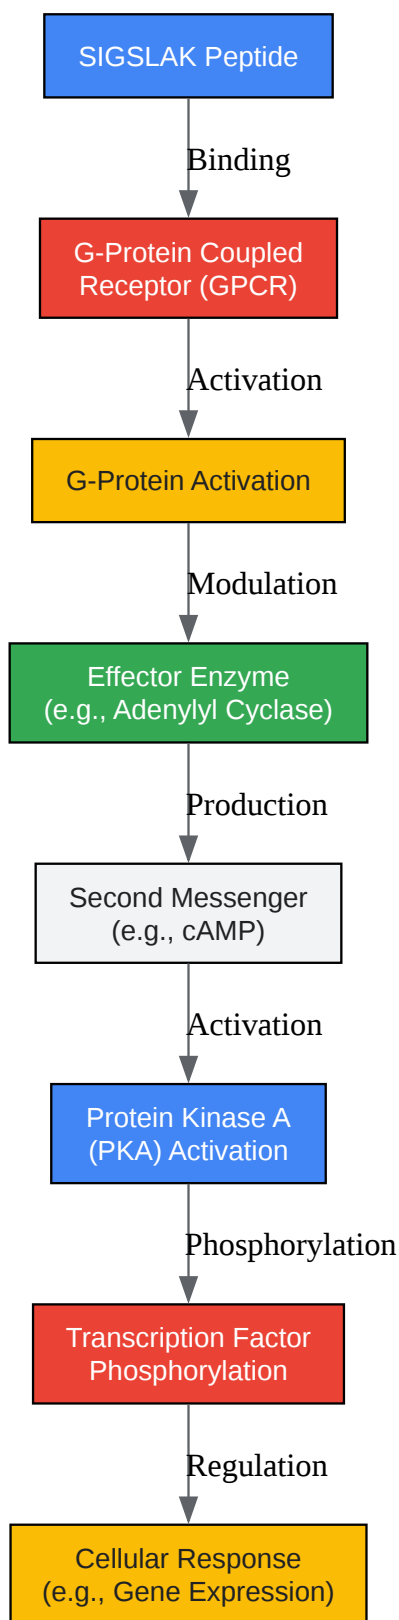 SIGSLAK Peptide
Binding
G-Protein Coupled
Receptor (GPCR)
Activation
G-Protein Activation
Modulation
Effector Enzyme
(e.g., Adenylyl Cyclase)
Production
Second Messenger
(e.g., cAMP)
Activation
Protein Kinase A
(PKA) Activation
Phosphorylation
Transcription Factor
Phosphorylation
Regulation
Cellular Response
(e.g., Gene Expression)